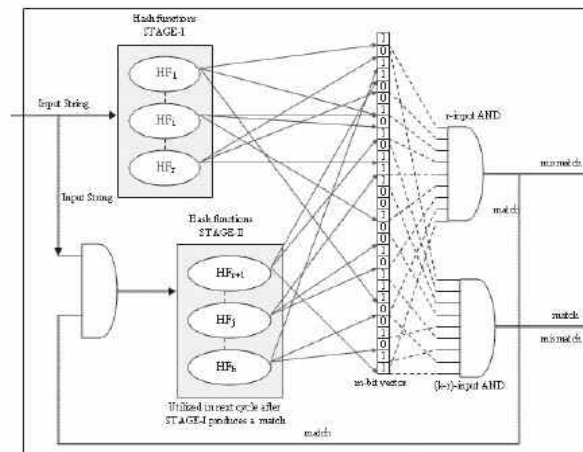 Hash functions
STAGE-I
HF1
HFi
HFr
Input String
Input String
Hash functions
STAGE-II
HFr+1
HFj
HFk
Utilized in next cycle after
STAGE-I produces a match
m-bit vector
r-input AND
mismatch
match
match
mismatch
(k-r)-input AND
match